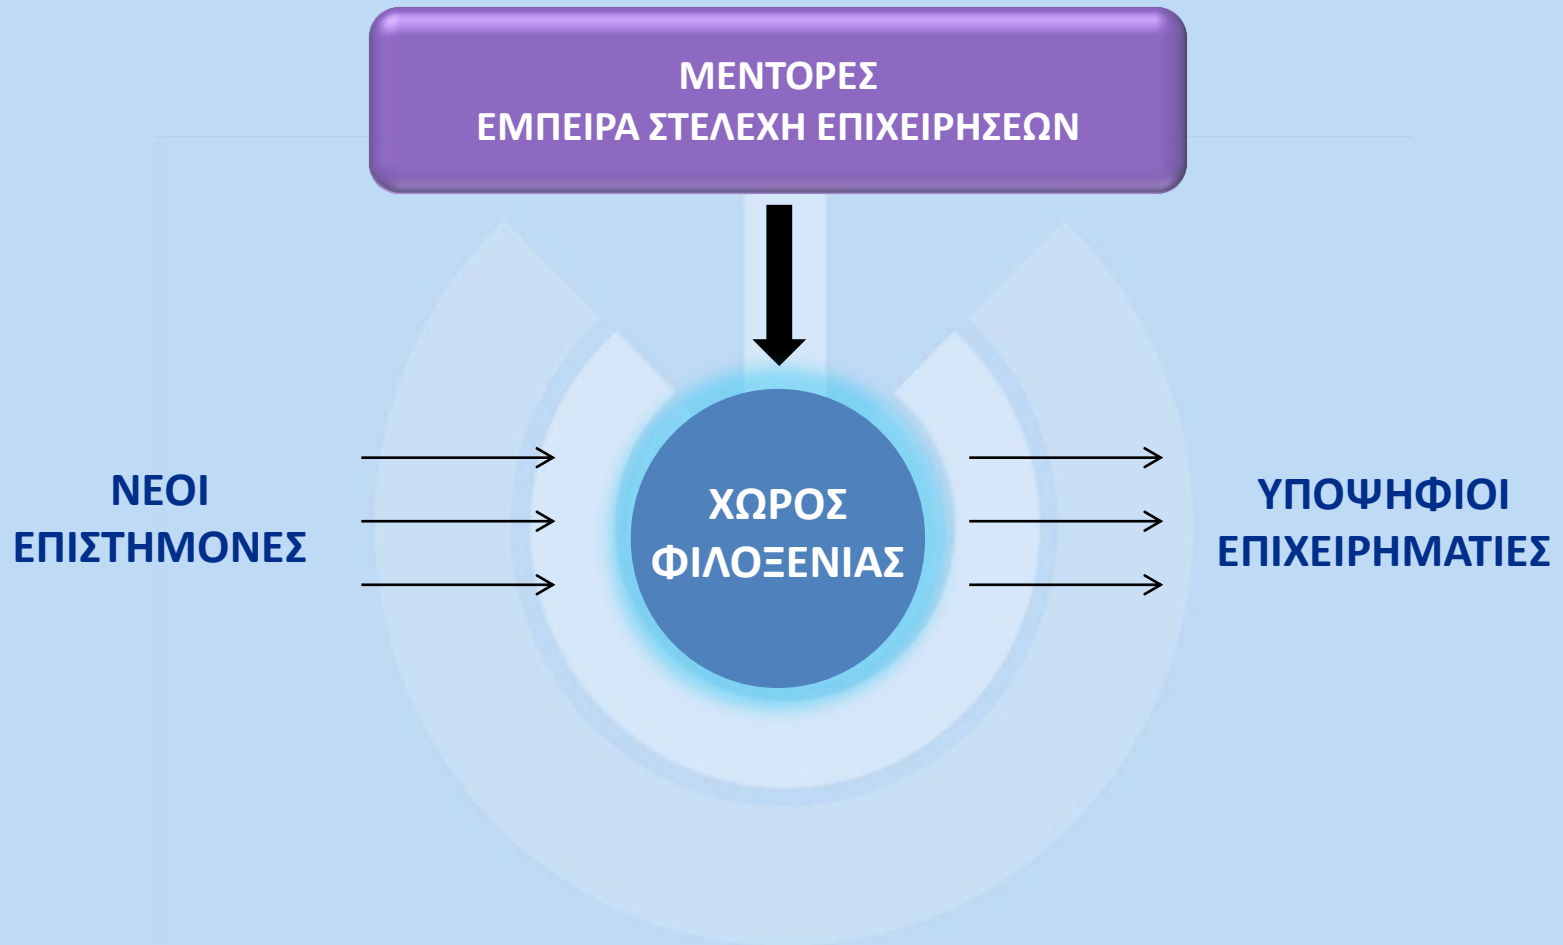 ΜΕΝΤΟΡΕΣ
ΕΜΠΕΙΡΑ ΣΤΕΛΕΧΗ ΕΠΙΧΕΙΡΗΣΕΩΝ
ΝΕΟΙ
ΕΠΙΣΤΗΜΟΝΕΣ
ΧΩΡΟΣ
ΦΙΛΟΞΕΝΙΑΣ
ΥΠΟΨΗΦΙΟΙ
ΕΠΙΧΕΙΡΗΜΑΤΙΕΣ